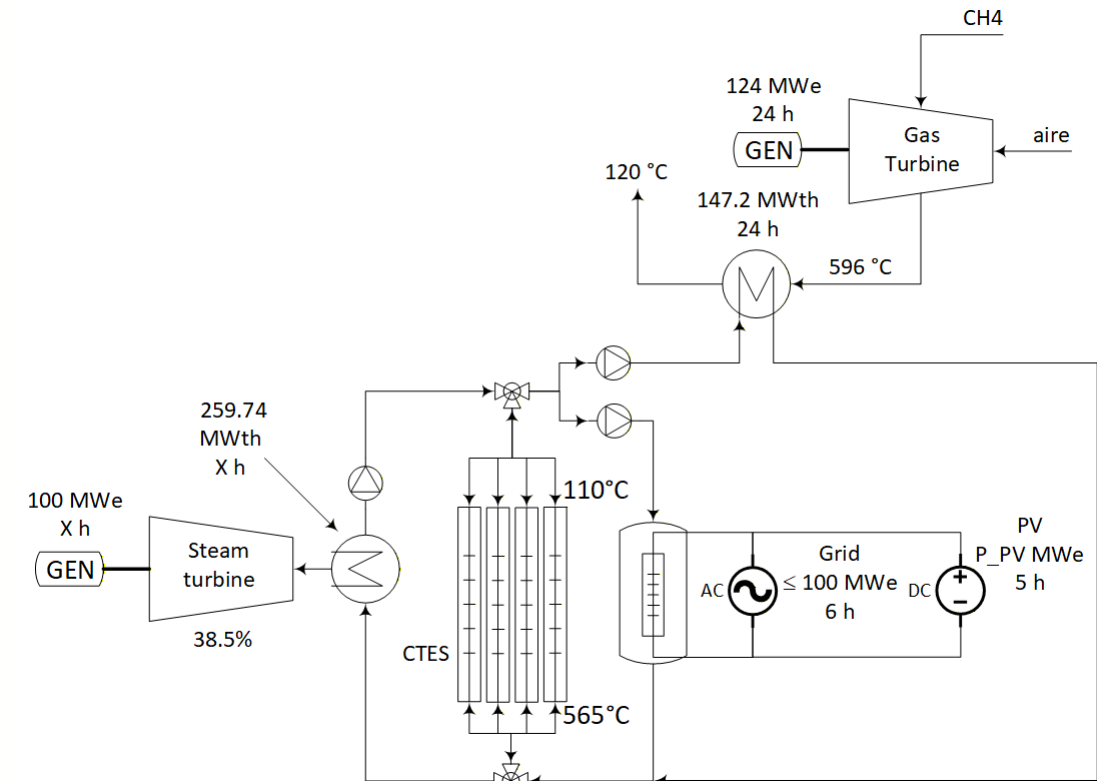 CH4
124 MWe
24 h
GEN
Gas
Turbine
aire
120 °C
147.2 MWth
24 h
596 °C
259.74
MWth
X h
100 MWe
X h
GEN
Steam
turbine
38.5%
CTES
110°C
565°C
AC
Grid
≤ 100 MWe
6 h
DC
PV
P_PV MWe
5 h